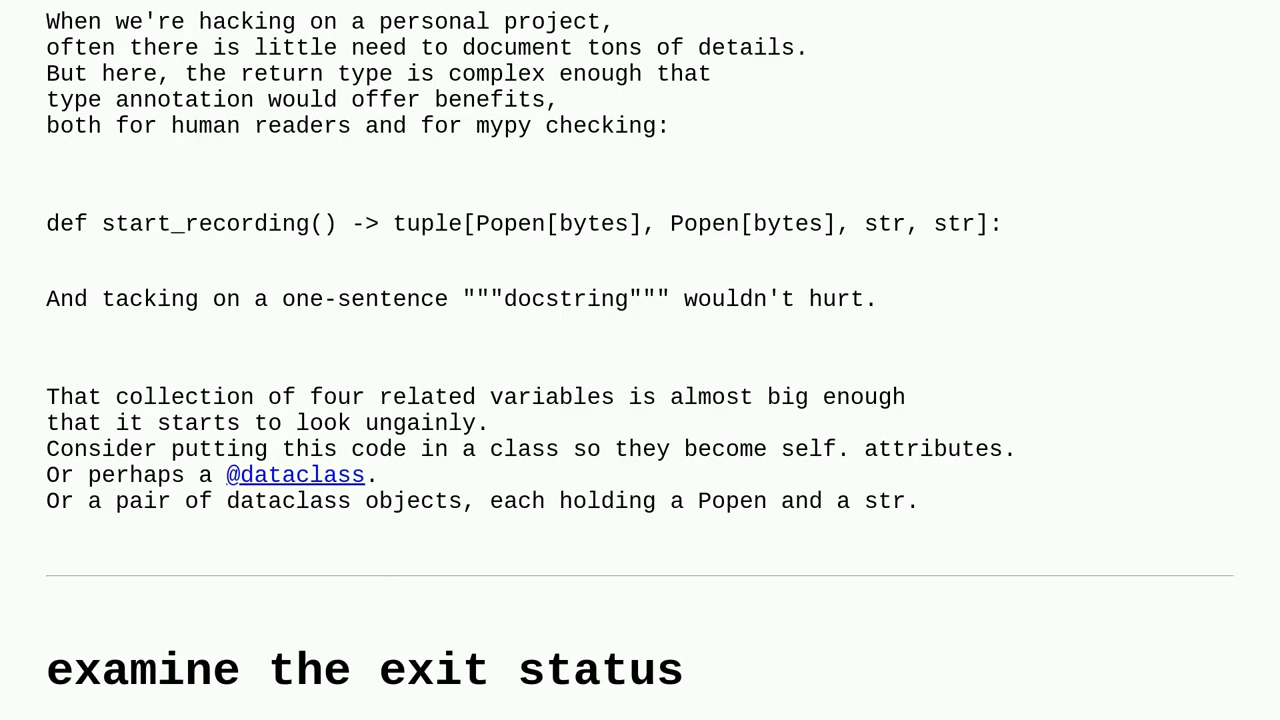 When we're hacking on a personal project,
often there is little need to document tons of details.
But here, the return type is complex enough that
type annotation would offer benefits,
both for human readers and for mypy checking:
def start_recording() -> tuple[Popen[bytes], Popen[bytes], str, str]:
And tacking on a one-sentence """docstring""" wouldn't hurt.
That collection of four related variables is almost big enough
that it starts to look ungainly.
Consider putting this code in a class so they become self. attributes.
Or perhaps a @dataclass.
Or a pair of dataclass objects, each holding a Popen and a str.
examine the exit status